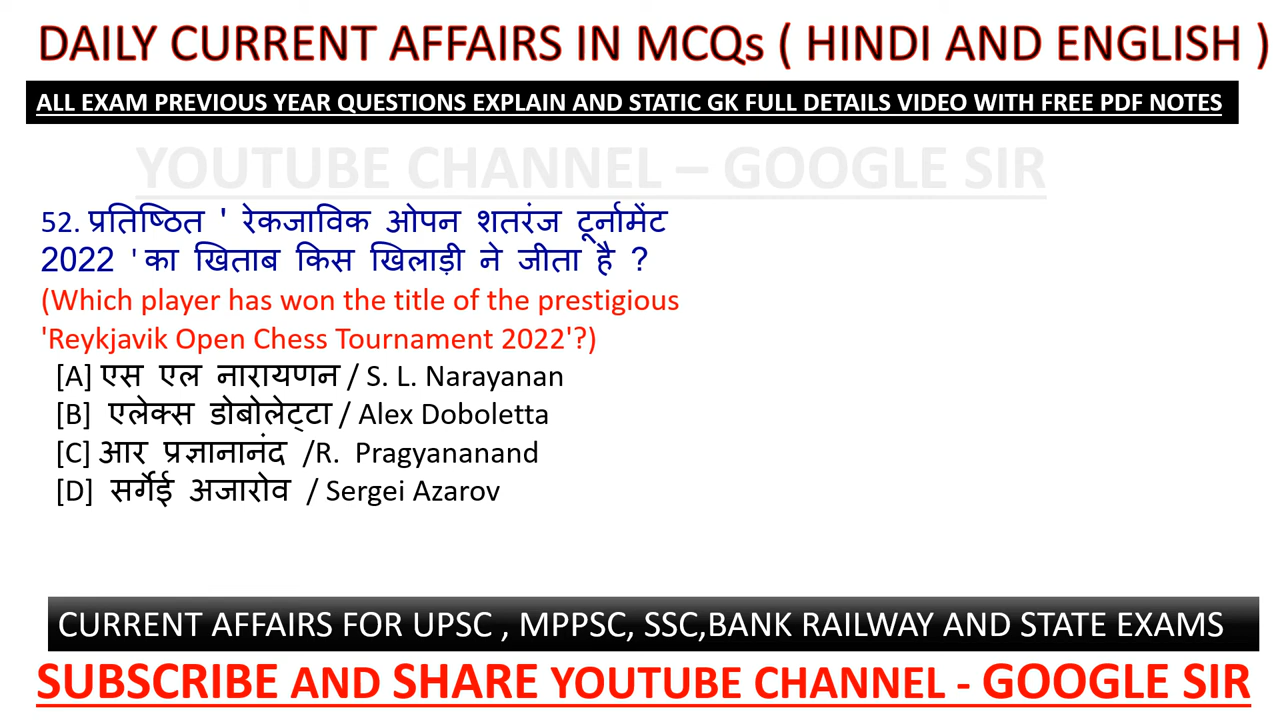 DAILY CURRENT AFFAIRS IN MCQs ( HINDI AND ENGLISH )
ALL EXAM PREVIOUS YEAR QUESTIONS EXPLAIN AND STATIC GK FULL DETAILS VIDEO WITH FREE PDF NOTES
YOUTUBE CHANNEL – GOOGLE SIR
52. प्रतिष्ठित ' रेकजाविक ओपन शतरंज टूर्नामेंट
2022 ' का खिताब किस खिलाड़ी ने जीता है ?
(Which player has won the title of the prestigious
'Reykjavik Open Chess Tournament 2022'?)
[A] एस एल नारायणन / S. L. Narayanan
[B] एलेक्स डोबोलेट्टा / Alex Doboletta
[C] आर प्रज्ञानानंद /R. Pragyananand
[D] सर्गेई अजारोव / Sergei Azarov
CURRENT AFFAIRS FOR UPSC , MPPSC, SSC,BANK RAILWAY AND STATE EXAMS
SUBSCRIBE AND SHARE YOUTUBE CHANNEL - GOOGLE SIR